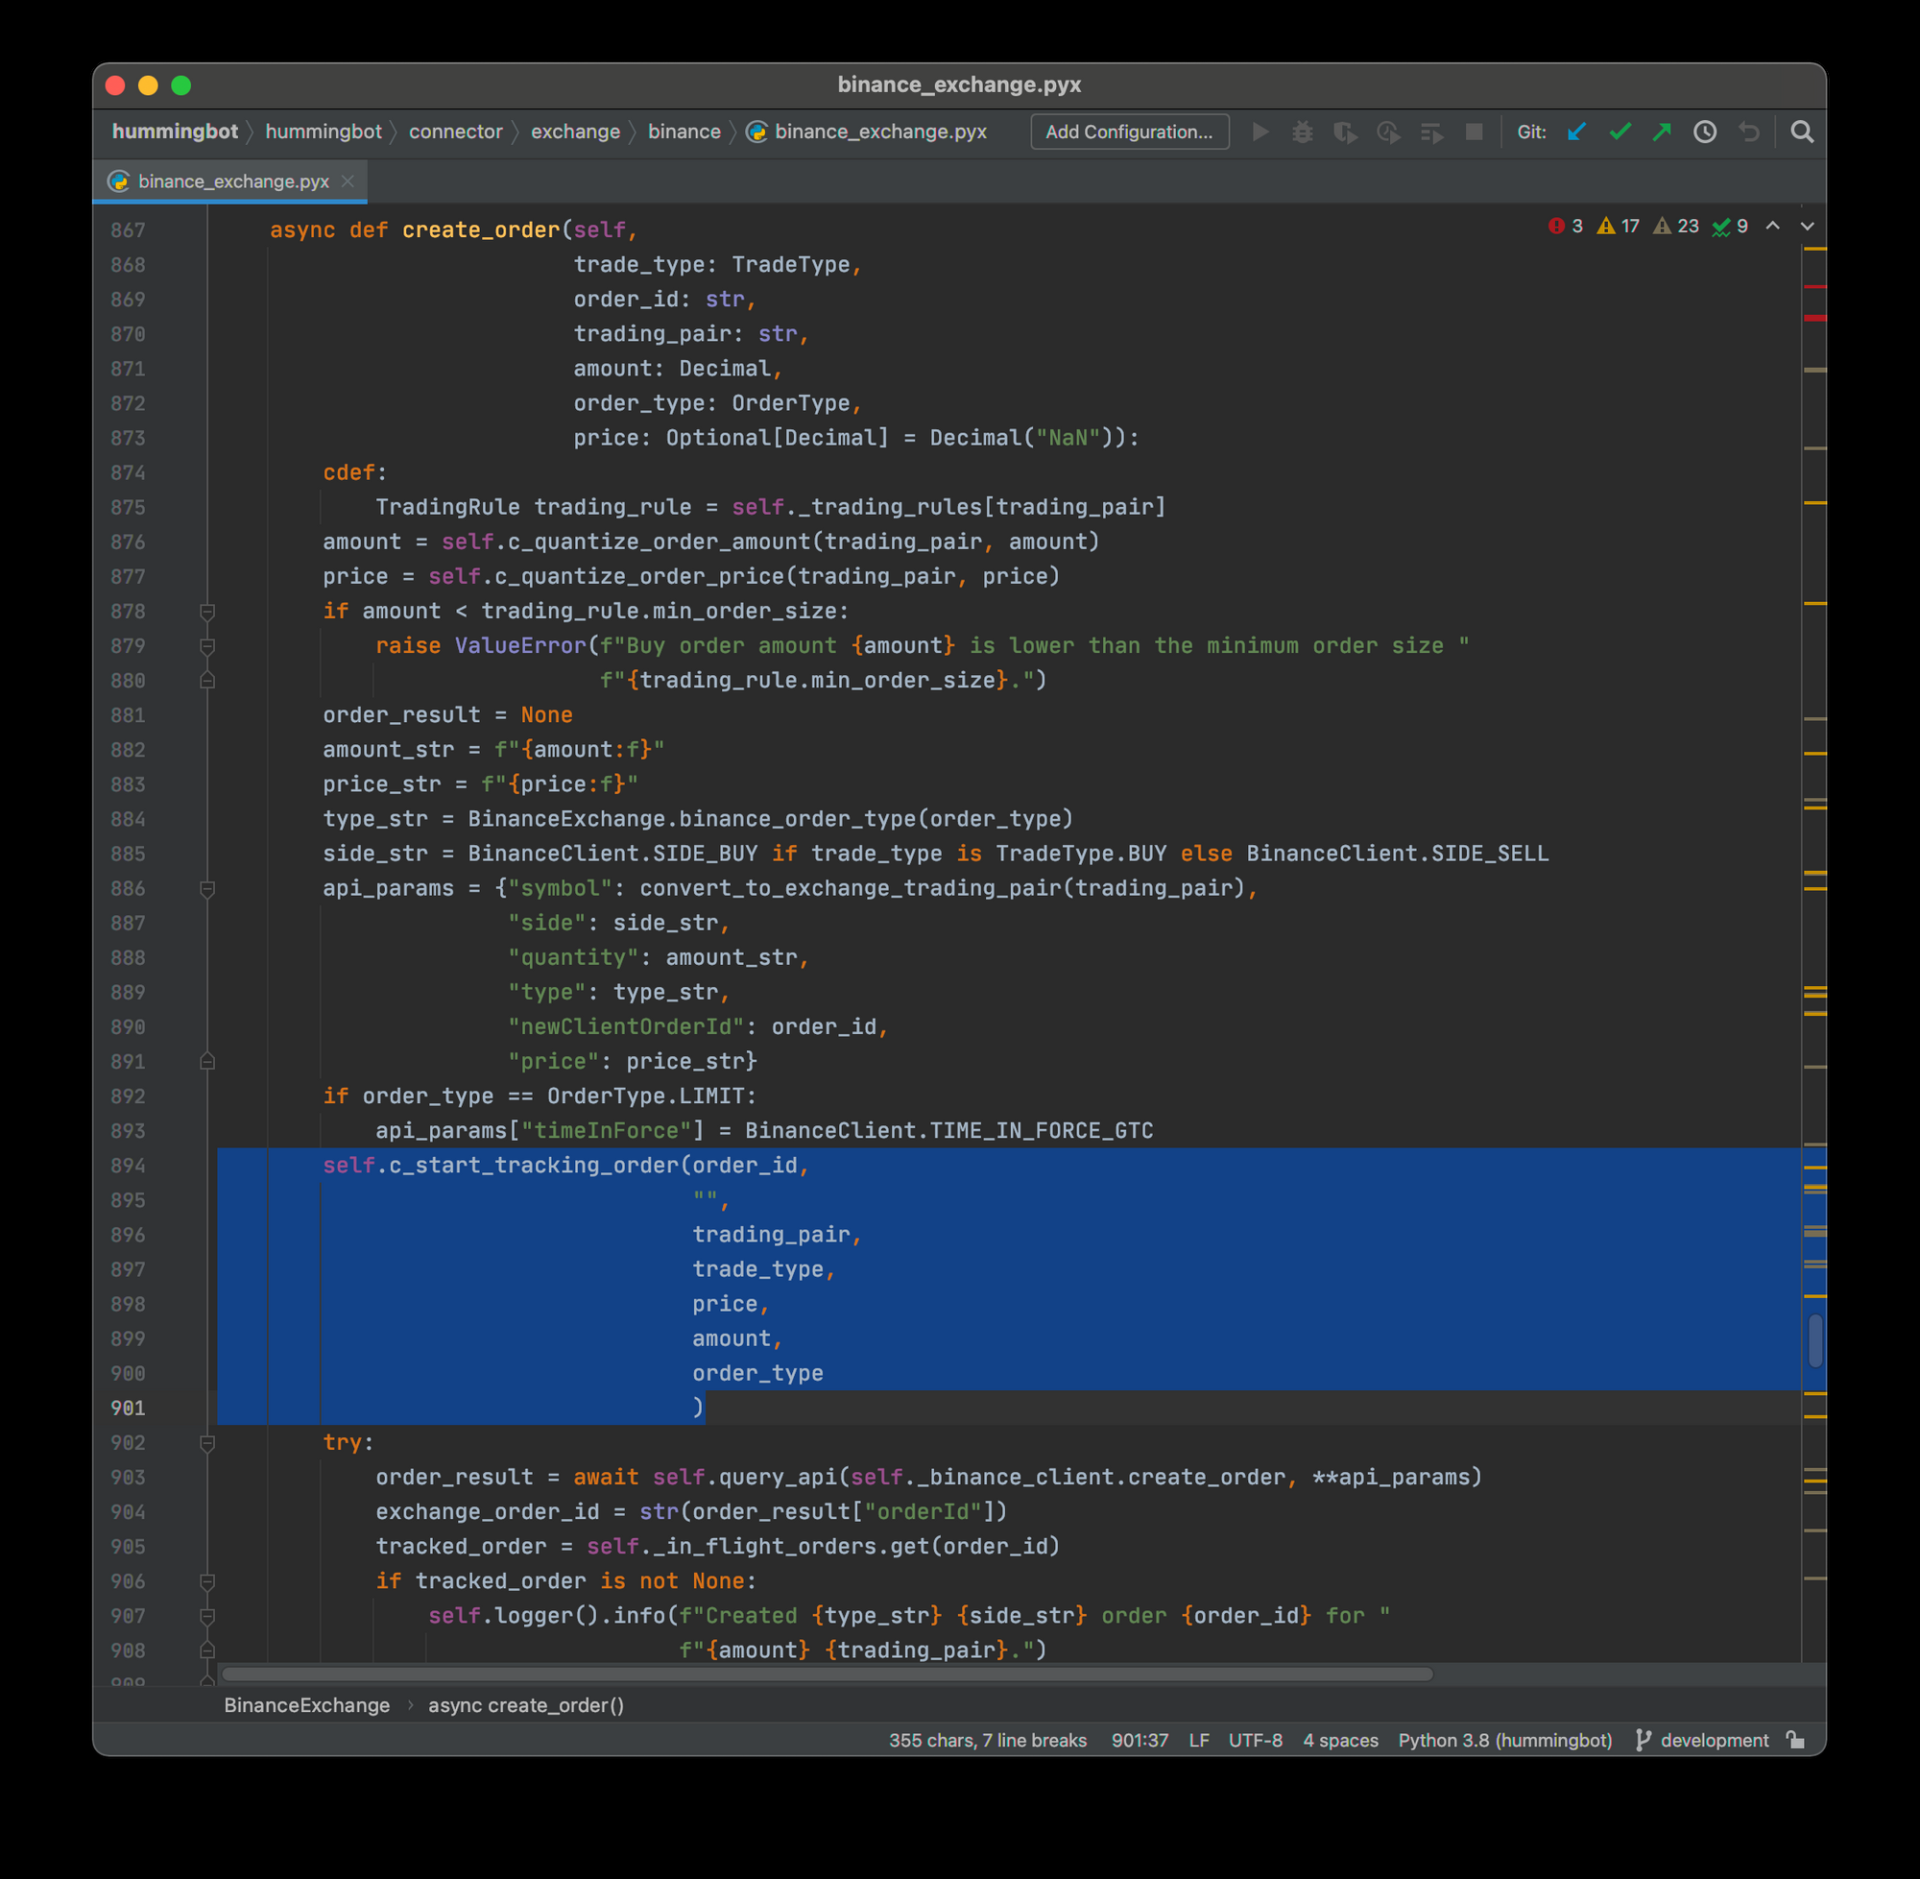 binance_exchange.pyx
hummingbot hummingbot connector exchange binance binance_exchange.pyx Add Configuration... Git:
binance_exchange.pyx
3 17 23 9
867 async def create_order(self,
868 trade_type: TradeType,
869 order_id: str,
870 trading_pair: str,
871 amount: Decimal,
872 order_type: OrderType,
873 price: Optional[Decimal] = Decimal("NaN")):
874 cdef:
875 TradingRule trading_rule = self._trading_rules[trading_pair]
876 amount = self.c_quantize_order_amount(trading_pair, amount)
877 price = self.c_quantize_order_price(trading_pair, price)
878 if amount < trading_rule.min_order_size:
879 raise ValueError(f"Buy order amount {amount} is lower than the minimum order size "
880 f"{trading_rule.min_order_size}.")
881 order_result = None
882 amount_str = f"{amount:f}"
883 price_str = f"{price:f}"
884 type_str = BinanceExchange.binance_order_type(order_type)
885 side_str = BinanceClient.SIDE_BUY if trade_type is TradeType.BUY else BinanceClient.SIDE_SELL
886 api_params = {"symbol": convert_to_exchange_trading_pair(trading_pair),
887 "side": side_str,
888 "quantity": amount_str,
889 "type": type_str,
890 "newClientOrderId": order_id,
891 "price": price_str}
892 if order_type == OrderType.LIMIT:
893 api_params["timeInForce"] = BinanceClient.TIME_IN_FORCE_GTC
894 self.c_start_tracking_order(order_id,
895 "",
896 trading_pair,
897 trade_type,
898 price,
899 amount,
900 order_type
901 )
902 try:
903 order_result = await self.query_api(self._binance_client.create_order, **api_params)
904 exchange_order_id = str(order_result["orderId"])
905 tracked_order = self._in_flight_orders.get(order_id)
906 if tracked_order is not None:
907 self.logger().info(f"Created {type_str} {side_str} order {order_id} for "
908 f"{amount} {trading_pair}.")
909
BinanceExchange › async create_order()
355 chars, 7 line breaks 901:37 LF UTF-8 4 spaces Python 3.8 (hummingbot) development